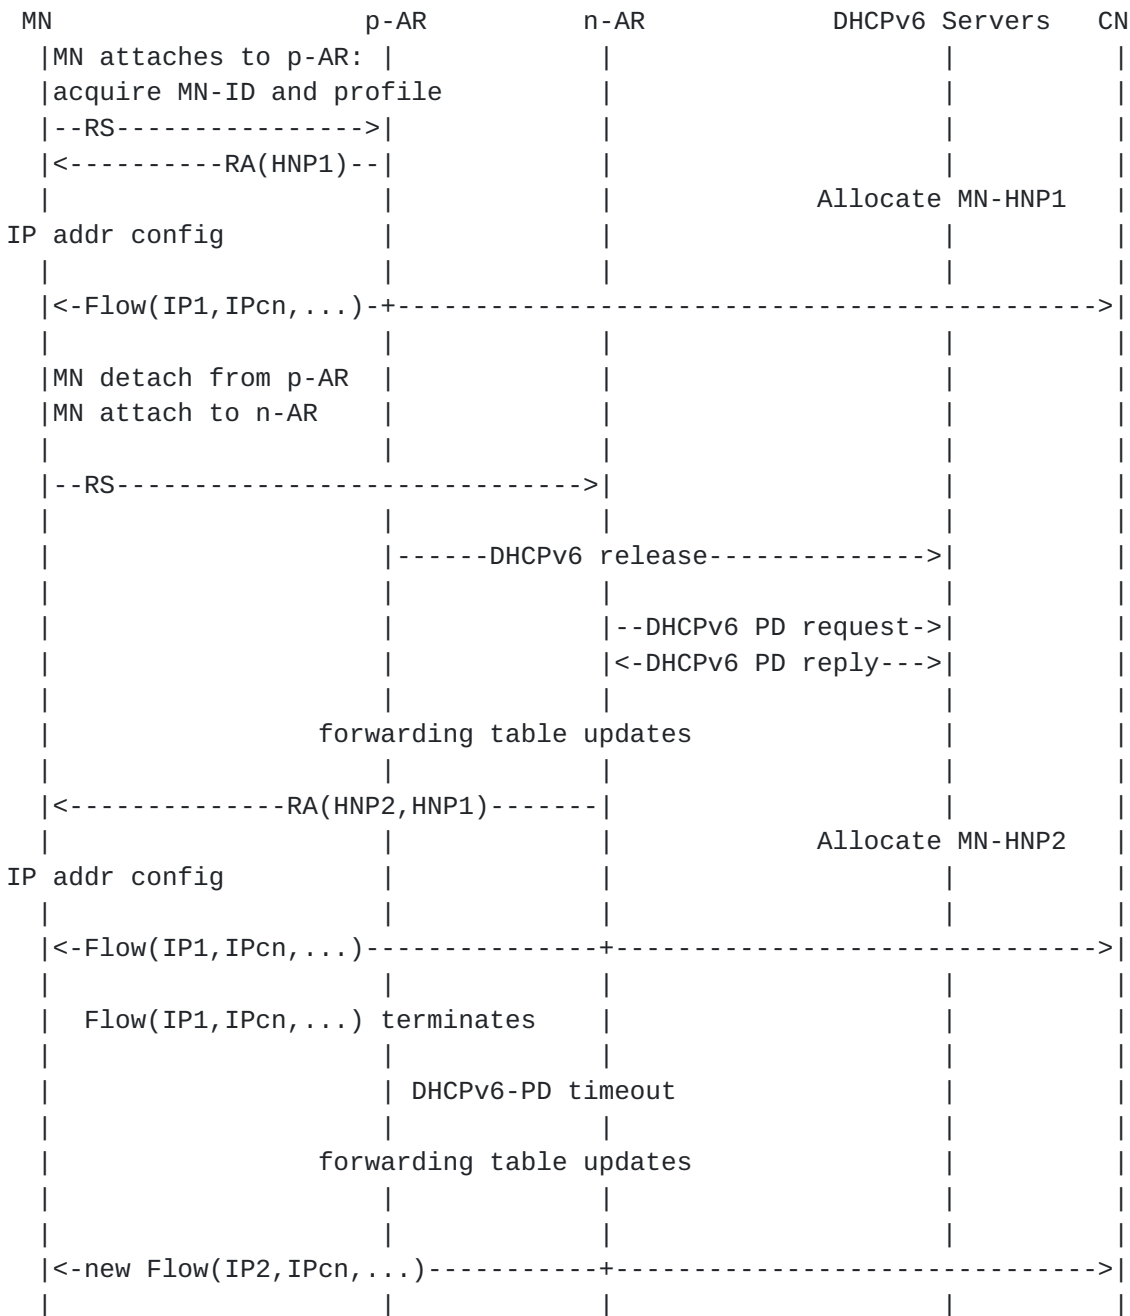 MN                    p-AR          n-AR            DHCPv6 Servers   CN
  |MN attaches to p-AR: |             |                     |          |
  |acquire MN-ID and profile          |                     |          |
  |--RS---------------->|             |                     |          |
  |<----------RA(HNP1)--|             |                     |          |
  |                     |             |             Allocate MN-HNP1   |
IP addr config          |             |                     |          |
  |                     |             |                     |          |
  |<-Flow(IP1,IPcn,...)-+--------------------------------------------->|
  |                     |             |                     |          |
  |MN detach from p-AR  |             |                     |          |
  |MN attach to n-AR    |             |                     |          |
  |                     |             |                     |          |
  |--RS------------------------------>|                     |          |
  |                     |             |                     |          |
  |                     |------DHCPv6 release-------------->|          |
  |                     |             |                     |          |
  |                     |             |--DHCPv6 PD request->|          |
  |                     |             |<-DHCPv6 PD reply--->|          |
  |                     |             |                     |          |
  |                 forwarding table updates                |          |
  |                     |             |                     |          |
  |<--------------RA(HNP2,HNP1)-------|                     |          |
  |                     |             |             Allocate MN-HNP2   |
IP addr config          |             |                     |          |
  |                     |             |                     |          |
  |<-Flow(IP1,IPcn,...)---------------+------------------------------->|
  |                     |             |                     |          |
  |  Flow(IP1,IPcn,...) terminates    |                     |          |
  |                     |             |                     |          |
  |                     | DHCPv6-PD timeout                 |          |
  |                     |             |                     |          |
  |                 forwarding table updates                |          |
  |                     |             |                     |          |
  |                     |             |                     |          |
  |<-new Flow(IP2,IPcn,...)-----------+------------------------------->|
  |                     |             |                     |          |